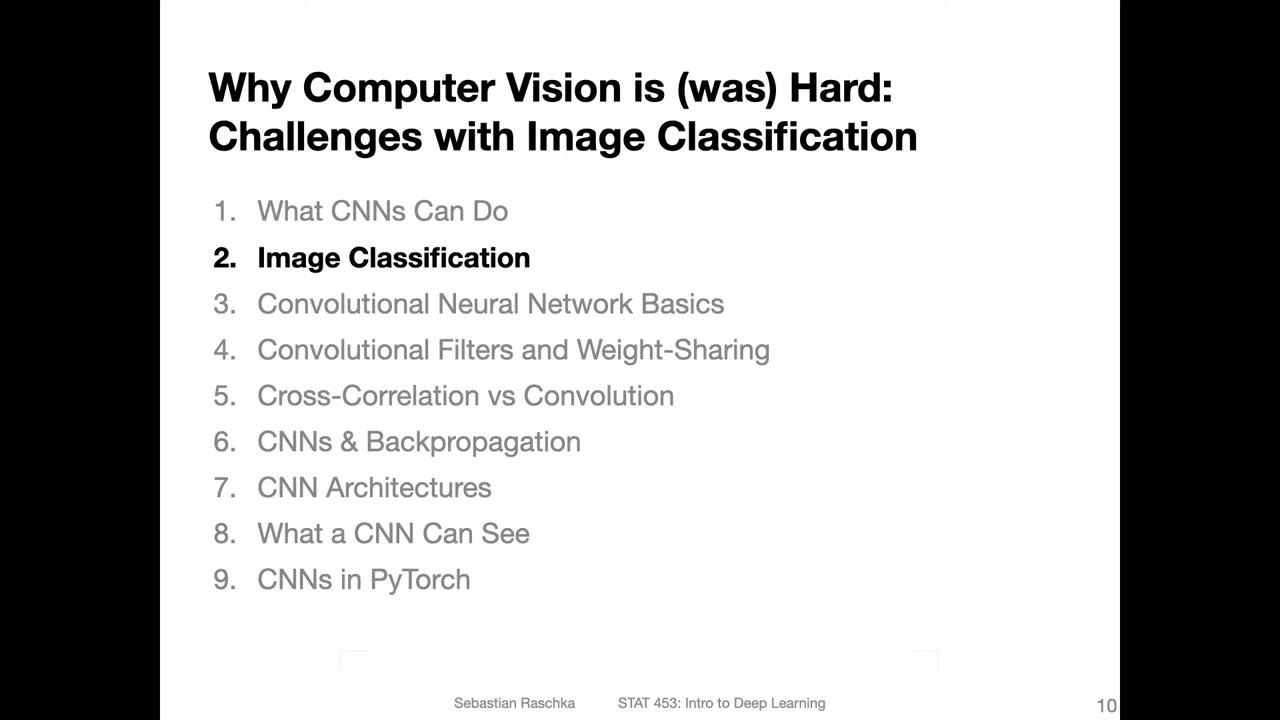 Why Computer Vision is (was) Hard:
Challenges with Image Classification
1. What CNNs Can Do
2. Image Classification
3. Convolutional Neural Network Basics
4. Convolutional Filters and Weight-Sharing
5. Cross-Correlation vs Convolution
6. CNNs & Backpropagation
7. CNN Architectures
8. What a CNN Can See
9. CNNs in PyTorch
Sebastian Raschka STAT 453: Intro to Deep Learning 10